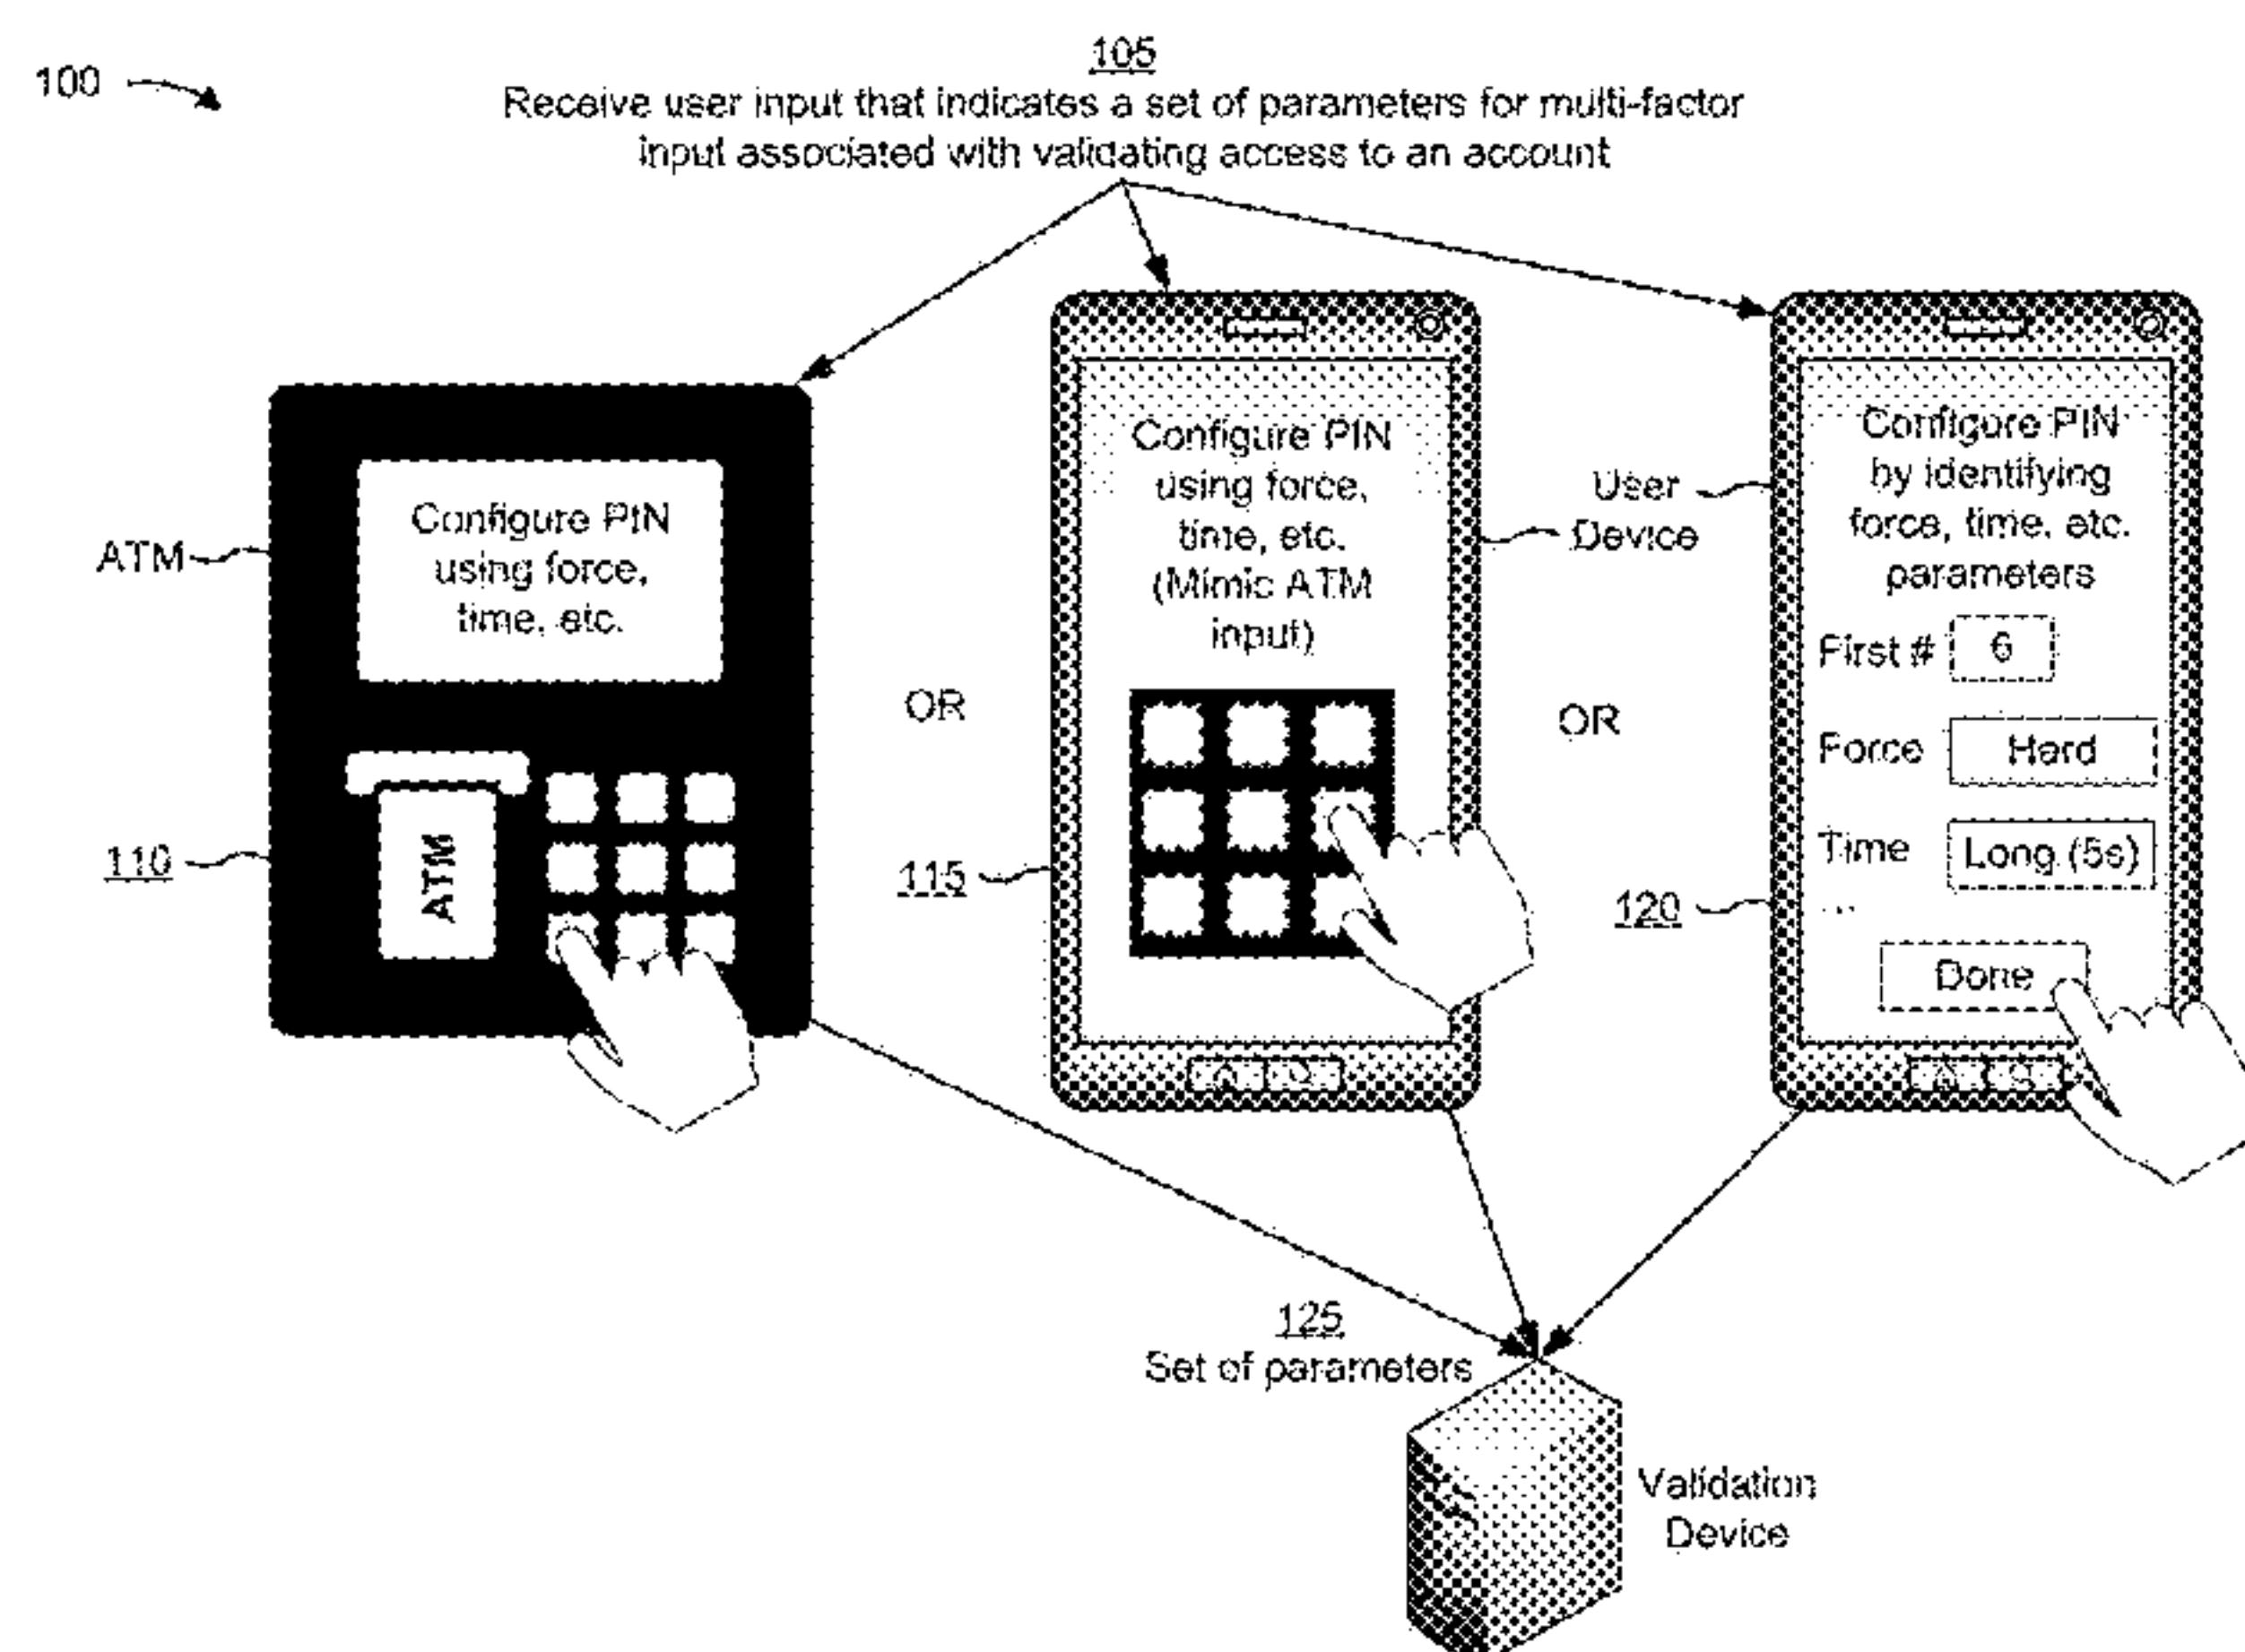 100
105
Receive user input that indicates a set of parameters for multi-factor
input associated with validating access to an account
ATM
Configure PIN
using force,
time, etc.
110
ATM
OR
Configure PIN
using force,
time, etc.
(Mimic ATM
input)
115
User
Device
OR
Configure PIN
by identifying
force, time, etc.
parameters
First # 6
Force Hard
Time Long (5s)
...
120
Done
125
Set of parameters
Validation
Device